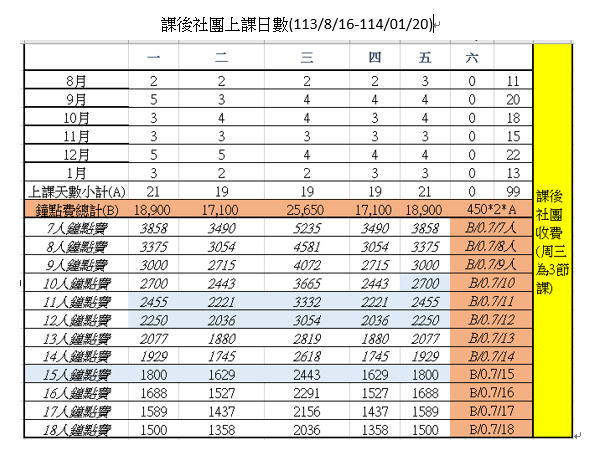 課後社團上課日數(113/8/16-114/01/20)
一 二 三 四 五 六
8月 2 2 2 2 3 0 11
9月 5 3 4 4 4 0 20
10月 3 4 4 3 4 0 18
11月 3 3 3 3 3 0 15
12月 5 5 4 4 4 0 22
1月 3 2 2 3 3 0 13
上課天數小計(A) 21 19 19 19 21 0 99
鐘點費總計(B) 18,900 17,100 25,650 17,100 18,900 450*2*A
7人鐘點費 3858 3490 5235 3490 3858 B/0.7/7人
8人鐘點費 3375 3054 4581 3054 3375 B/0.7/8人
9人鐘點費 3000 2715 4072 2715 3000 B/0.7/9人
10人鐘點費 2700 2443 3665 2443 2700 B/0.7/10
11人鐘點費 2455 2221 3332 2221 2455 B/0.7/11
12人鐘點費 2250 2036 3054 2036 2250 B/0.7/12
13人鐘點費 2077 1880 2819 1880 2077 B/0.7/13
14人鐘點費 1929 1745 2618 1745 1929 B/0.7/14
15人鐘點費 1800 1629 2443 1629 1800 B/0.7/15
16人鐘點費 1688 1527 2291 1527 1688 B/0.7/16
17人鐘點費 1589 1437 2156 1437 1589 B/0.7/17
18人鐘點費 1500 1358 2036 1358 1500 B/0.7/18
課後
社團
收費
(周三
為3節
課)